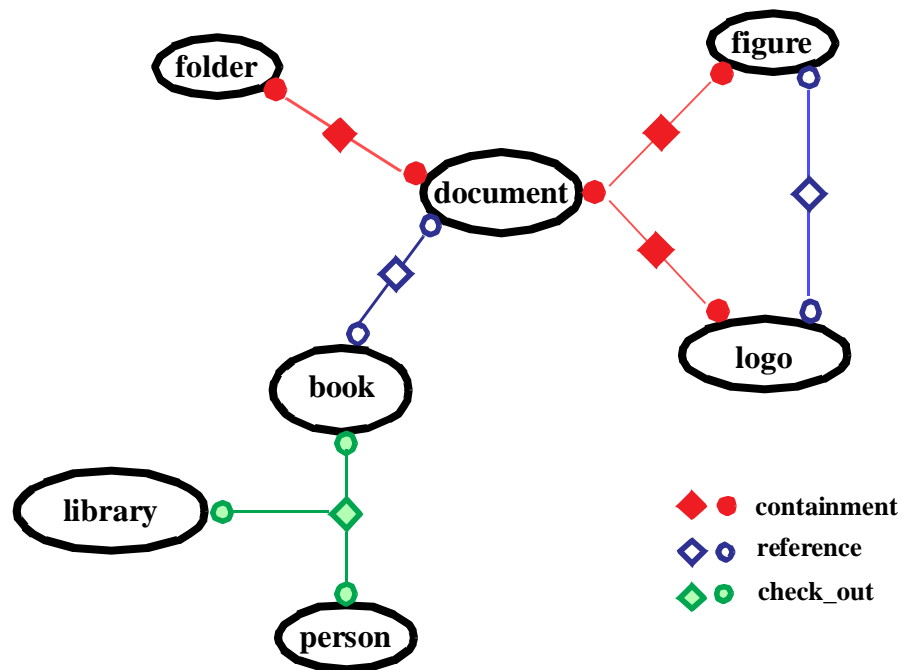 figure
folder
document
logo
book
library
containment
reference
check_out
person